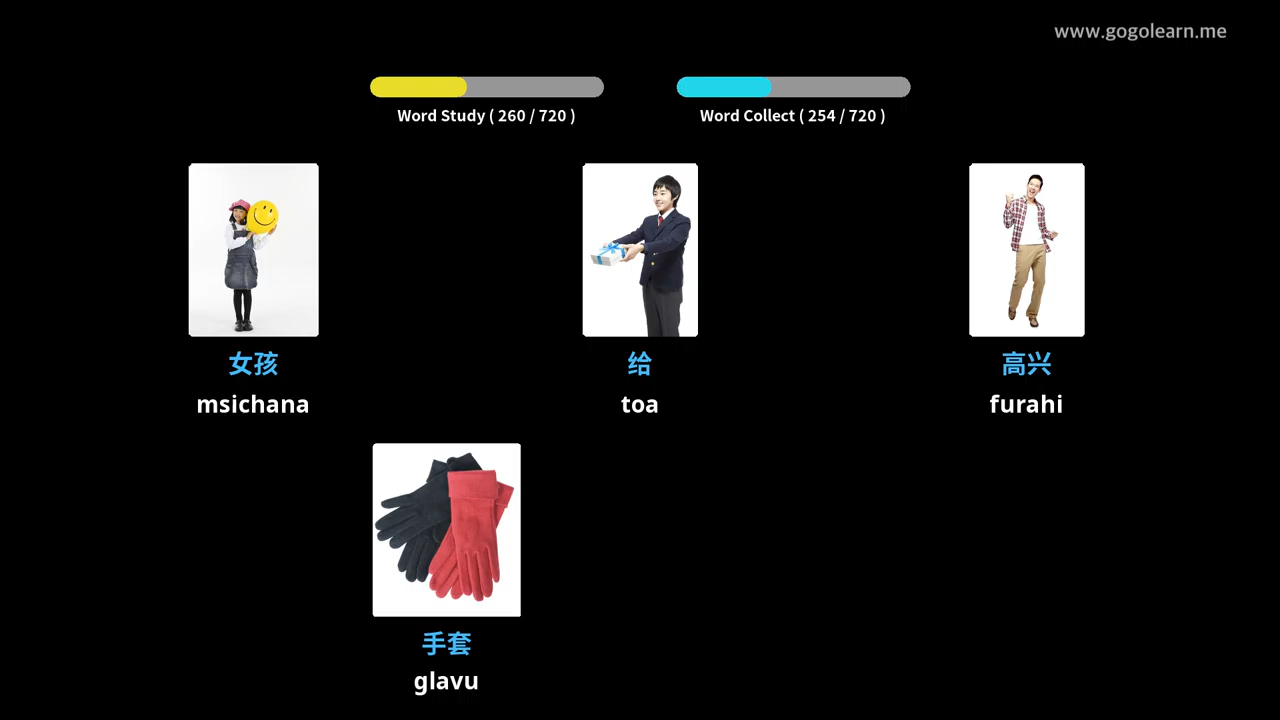 www.gogolearn.me
Word Study ( 260 / 720 )
Word Collect ( 254 / 720 )
女孩
msichana
给
toa
高兴
furahi
手套
glavu